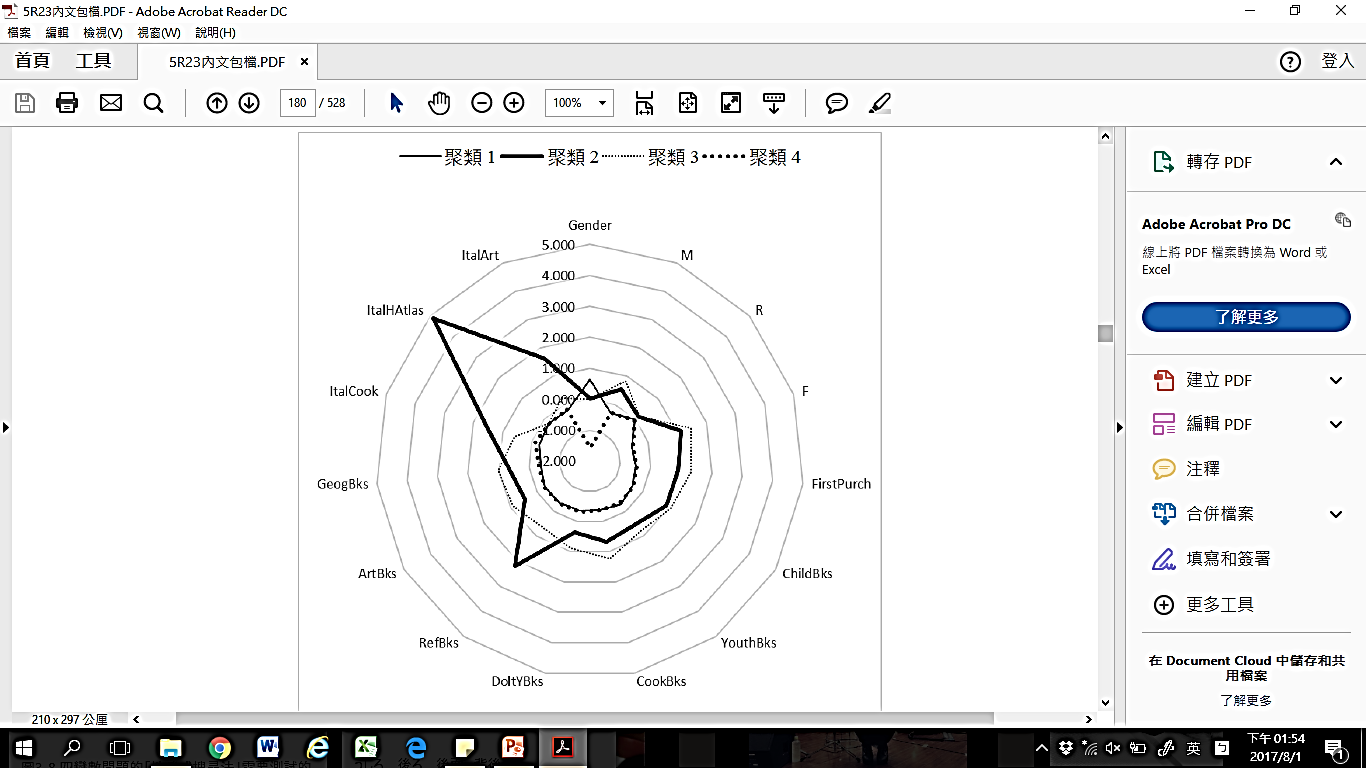 5R23內文包檔.PDF - Adobe Acrobat Reader DC
檔案 編輯 檢視(V) 視窗(W) 說明(H)
首頁 工具 5R23內文包檔.PDF × 登入
180 / 528 100%
聚類 1 聚類 2 聚類 3 聚類 4
Gender
M
R
F
FirstPurch
ChildBks
YouthBks
CookBks
DoItYBks
RefBks
ArtBks
GeogBks
ItalCook
ItalHAtlas
ItalArt
5.000
4.000
3.000
2.000
1.000
0.000
1.000
2.000
轉存 PDF
Adobe Acrobat Pro DC
線上將 PDF 檔案轉換為 Word 或
Excel
了解更多
建立 PDF
編輯 PDF
注釋
合併檔案
填寫和簽署
更多工具
在 Document Cloud 中儲存和共
用檔案
了解更多
210 x 297 公厘
英
下午 01:54
2017/8/1